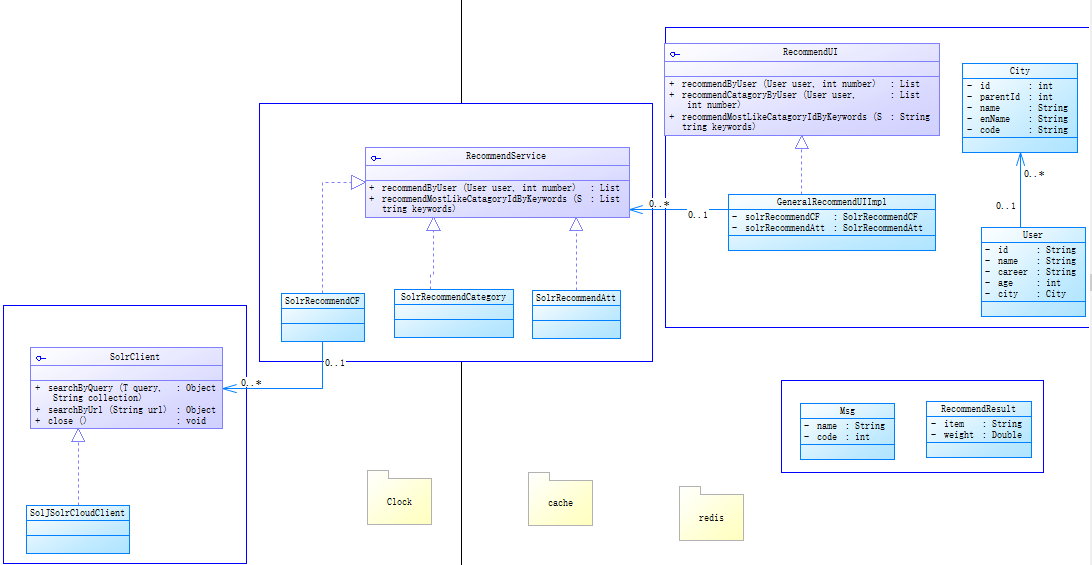 RecommendUI
+ recommendByUser (User user, int number) : List
+ recommendCatagoryByUser (User user, : List
int number)
+ recommendMostLikeCatagoryIdByKeywords (S : String
tring keywords)
City
- id : int
- parentId : int
- name : String
- enName : String
- code : String
0..*
0..1
RecommendService
+ recommendByUser (User user, int number) : List
+ recommendMostLikeCatagoryIdByKeywords (S : List
tring keywords)
0..*
0..1
GeneralRecommendUIImpl
- solrRecommendCF : SolrRecommendCF
- solrRecommendAtt : SolrRecommendAtt
User
- id : String
- name : String
- career : String
- age : int
- city : City
SolrRecommendCF
SolrRecommendCategory
SolrRecommendAtt
0..1
0..*
SolrClient
+ searchByQuery (T query, : Object
String collection)
+ searchByUrl (String url) : Object
+ close () : void
SolJSolrCloudClient
Msg
- name : String
- code : int
RecommendResult
- item : String
- weight : Double
Clock
cache
redis